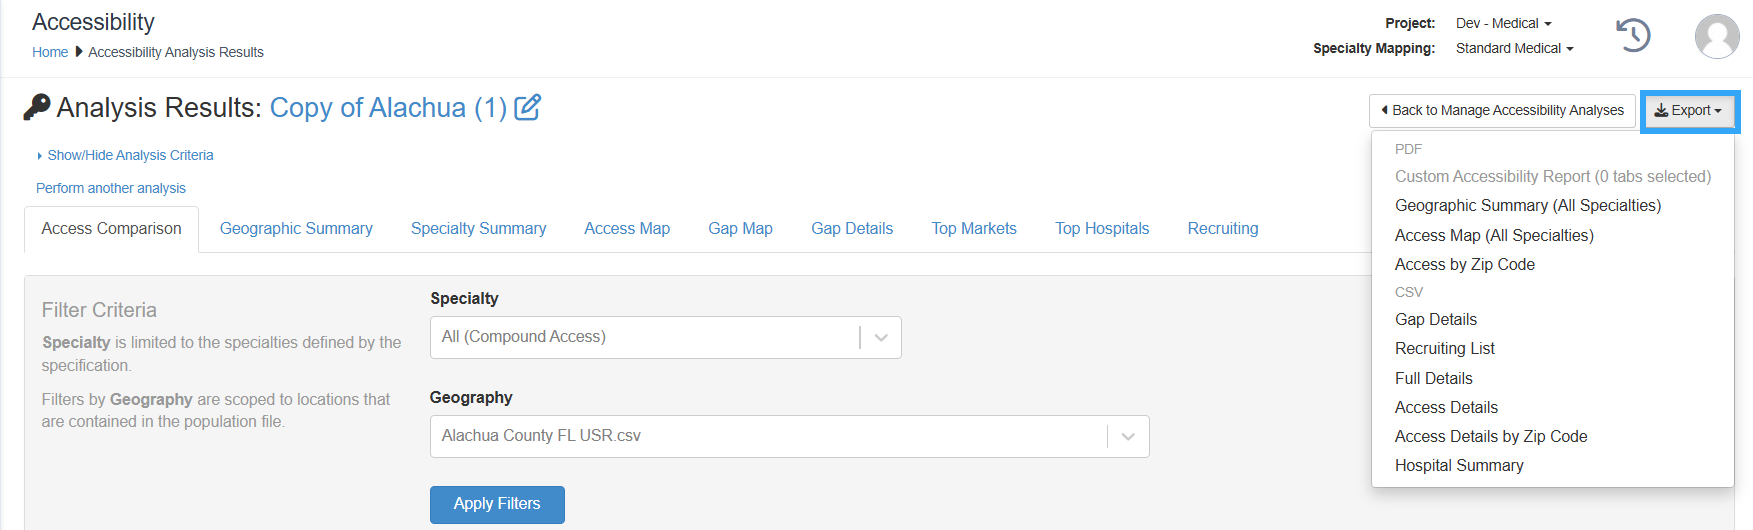 Accessibility
Home Accessibility Analysis Results
Project: Dev - Medical
Specialty Mapping: Standard Medical
Analysis Results: Copy of Alachua (1)
Back to Manage Accessibility Analyses
Export
Show/Hide Analysis Criteria
Perform another analysis
Access Comparison Geographic Summary Specialty Summary Access Map Gap Map Gap Details Top Markets Top Hospitals Recruiting
PDF
Custom Accessibility Report (0 tabs selected)
Geographic Summary (All Specialties)
Access Map (All Specialties)
Access by Zip Code
CSV
Gap Details
Recruiting List
Full Details
Access Details
Access Details by Zip Code
Hospital Summary
Filter Criteria
Specialty is limited to the specialties defined by the
specification.
Filters by Geography are scoped to locations that
are contained in the population file.
Specialty
All (Compound Access)
Geography
Alachua County FL USR.csv
Apply Filters